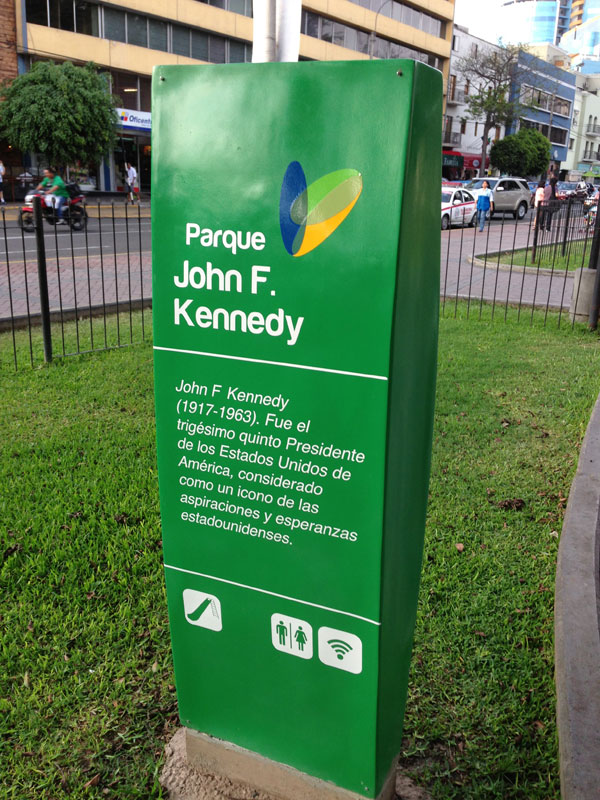 Parque
John F.
Kennedy
John F Kennedy
(1917-1963). Fue el
trigésimo quinto Presidente
de los Estados Unidos de
América, considerado
como un icono de las
aspiraciones y esperanzas
estadounidenses.